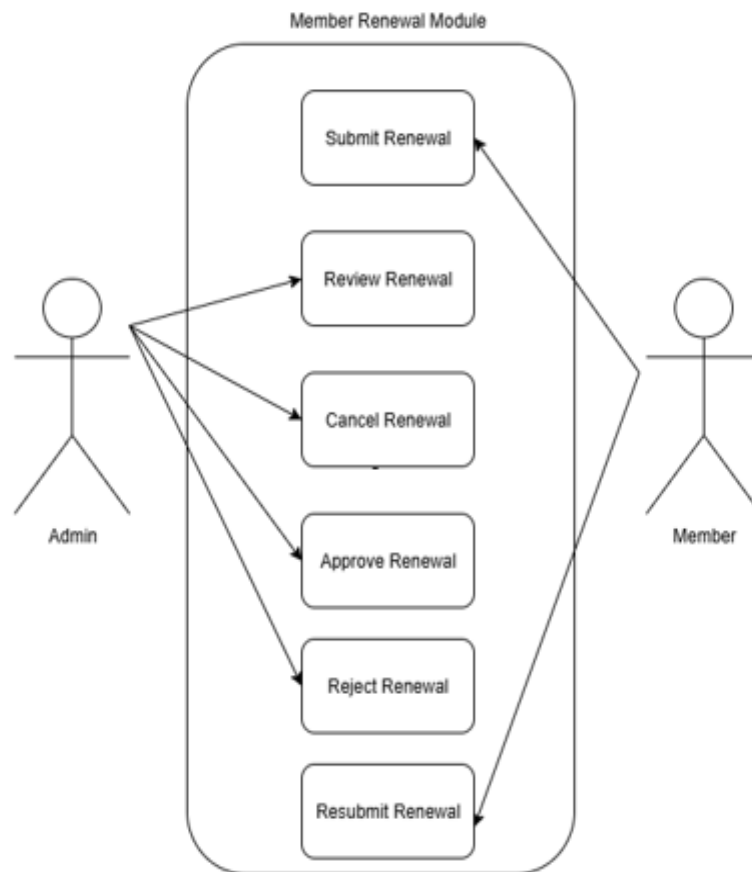 Member Renewal Module
Submit Renewal
Review Renewal
Cancel Renewal
Approve Renewal
Reject Renewal
Resubmit Renewal
Admin
Member